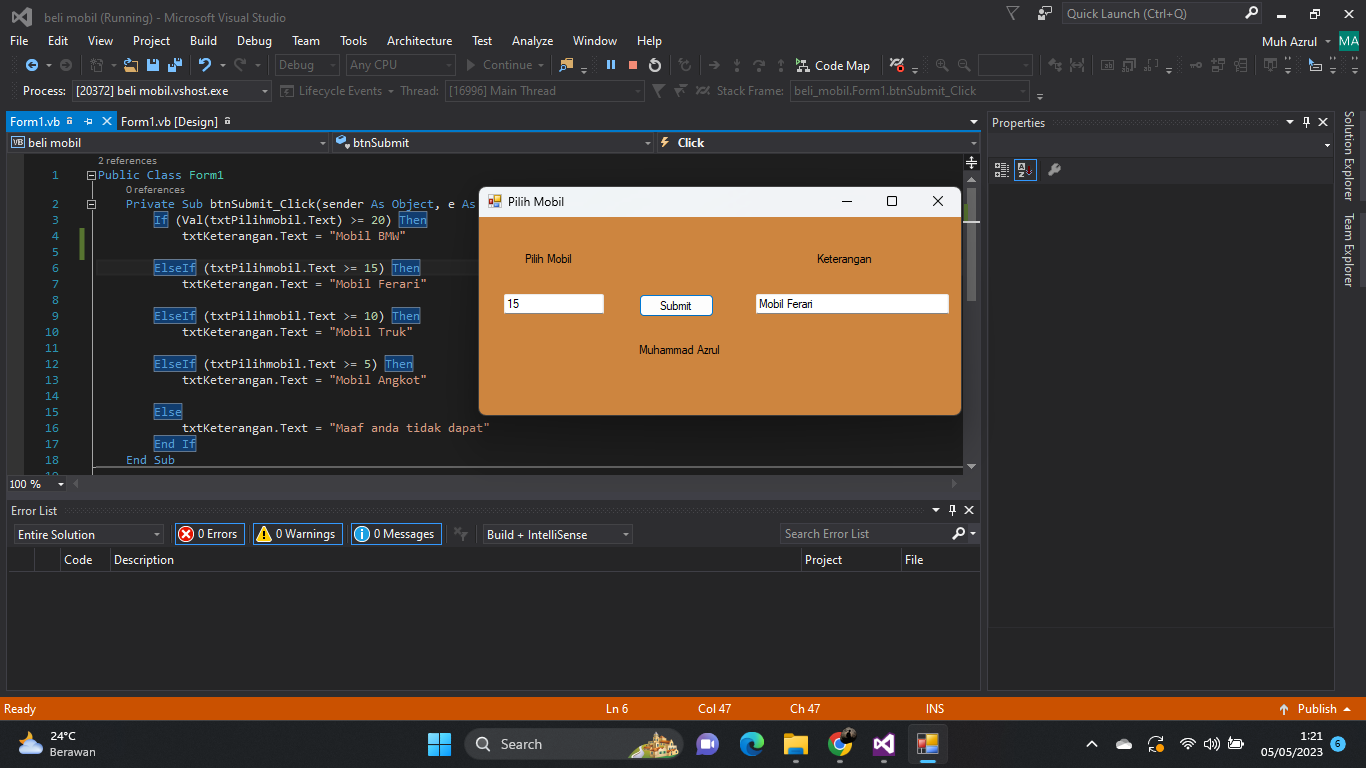 beli mobil (Running) - Microsoft Visual Studio
Quick Launch (Ctrl+Q)
File Edit View Project Build Debug Team Tools Architecture Test Analyze Window Help
Muh Azrul MA
Debug Any CPU Continue Code Map
Process: [20372] beli mobil.vshost.exe Lifecycle Events Thread: [16996] Main Thread Stack Frame: beli_mobil.Form1.btnSubmit_Click
Form1.vb Form1.vb [Design]
VB beli mobil btnSubmit Click
2 references
1 Public Class Form1
0 references
2 Private Sub btnSubmit_Click(sender As Object, e As
3 If (Val(txtPilihmobil.Text) >= 20) Then
4 txtKeterangan.Text = "Mobil BMW"
5
6 ElseIf (txtPilihmobil.Text >= 15) Then
7 txtKeterangan.Text = "Mobil Ferari"
8
9 ElseIf (txtPilihmobil.Text >= 10) Then
10 txtKeterangan.Text = "Mobil Truk"
11
12 ElseIf (txtPilihmobil.Text >= 5) Then
13 txtKeterangan.Text = "Mobil Angkot"
14
15 Else
16 txtKeterangan.Text = "Maaf anda tidak dapat"
17 End If
18 End Sub
19
100 %
Pilih Mobil
Pilih Mobil Keterangan
15 Submit Mobil Ferari
Muhammad Azrul
Properties
Solution Explorer
Team Explorer
Error List
Entire Solution 0 Errors 0 Warnings 0 Messages Build + IntelliSense Search Error List
Code Description Project File
Ready Ln 6 Col 47 Ch 47 INS Publish
24°C
Berawan
Search
1:21
05/05/2023
6